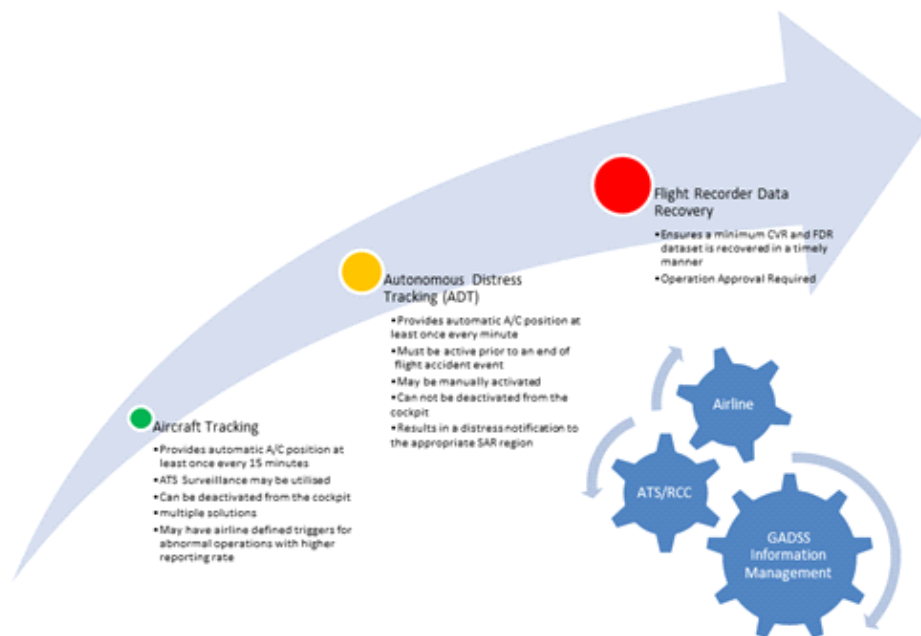 Flight Recorder Data
Recovery
▪Ensures a minimum CVR and FDR
dataset is recovered in a timely
manner
▪Operation Approval Required
Autonomous Distress
Tracking (ADT)
▪Provides automatic A/C position at
least once every minute
▪Must be active prior to an end of
flight accident event
▪May be manually activated
▪Can not be deactivated from the
cockpit
▪Results in a distress notification to
the appropriate SAR region
Aircraft Tracking
▪Provides automatic A/C position at
least once every 15 minutes
▪ATS Surveillance may be utilised
▪Can be deactivated from the cockpit
▪multiple solutions
▪May have airline defined triggers for
abnormal operations with higher
reporting rate
Airline
ATS/RCC
GADSS
Information
Management